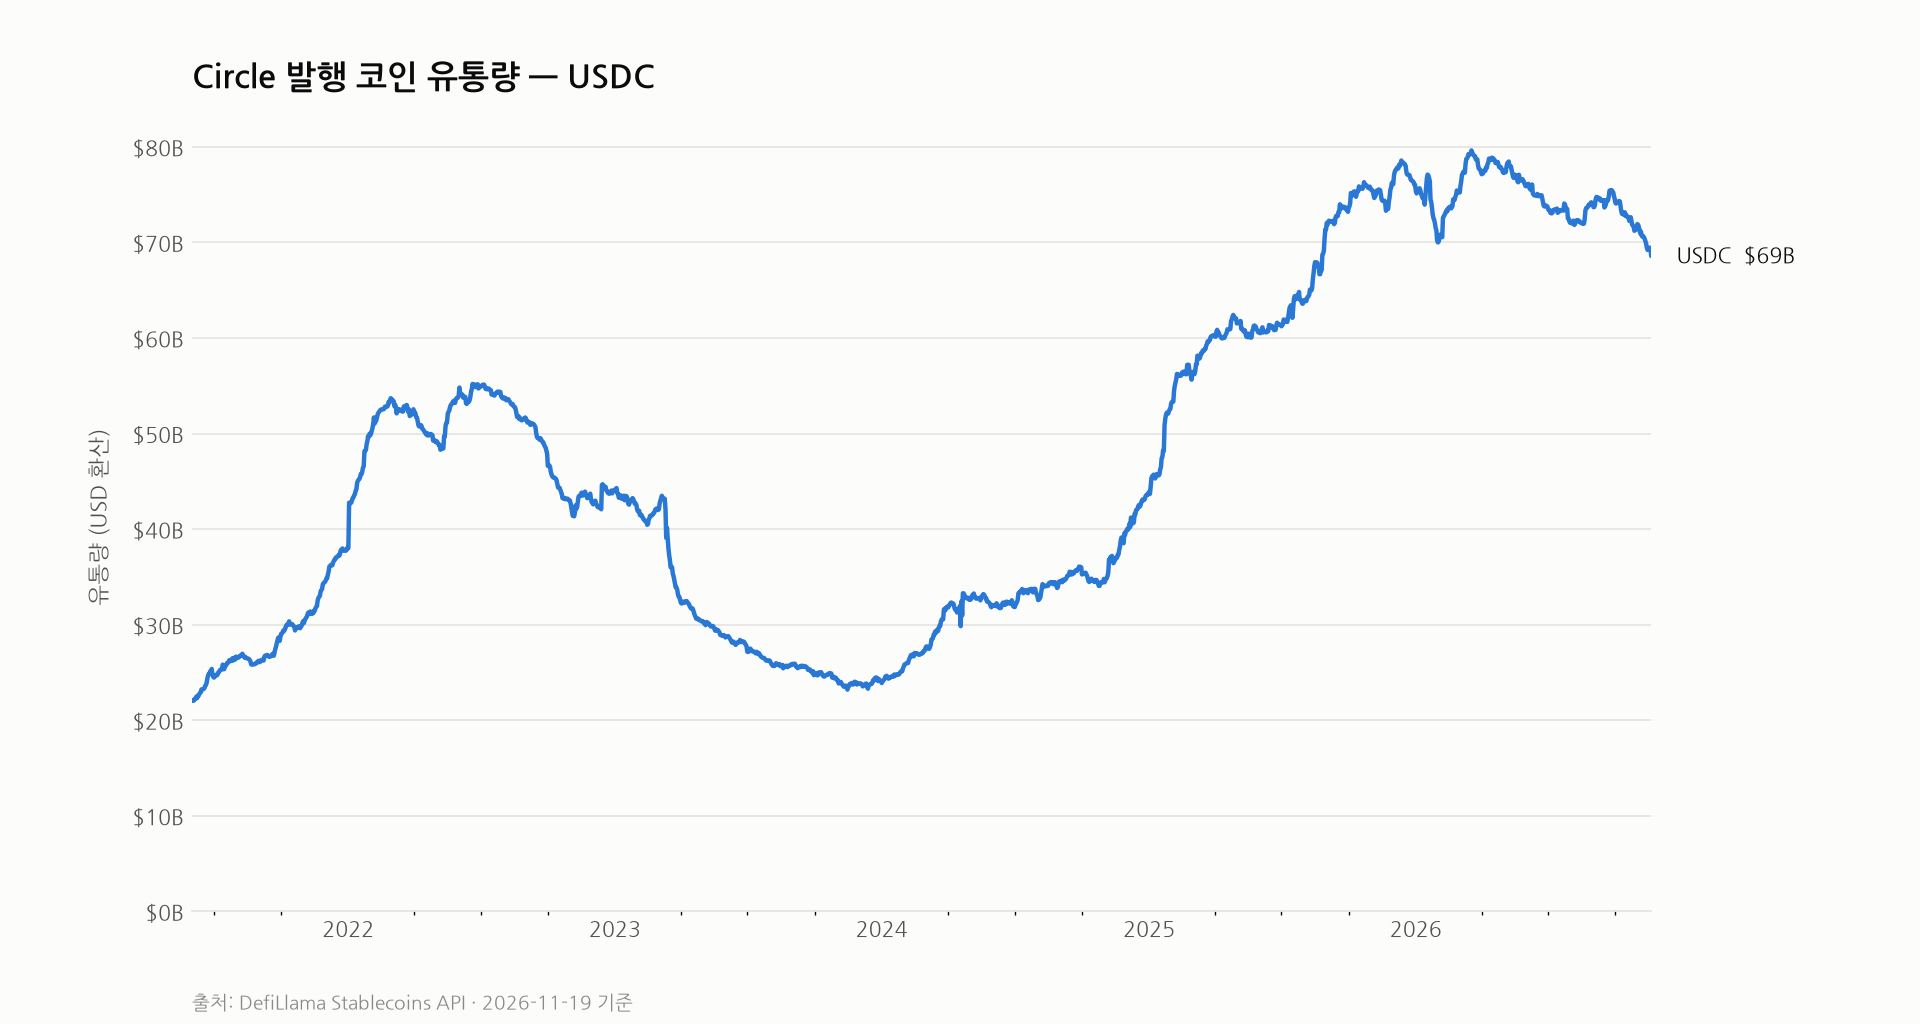 Circle 발행 코인 유통량 — USDC
$80B
$70B
$60B
$50B
$40B
$30B
$20B
$10B
$0B
유통량 (USD 환산)
USDC $69B
2022
2023
2024
2025
2026
출처: DefiLlama Stablecoins API · 2026-11-19 기준